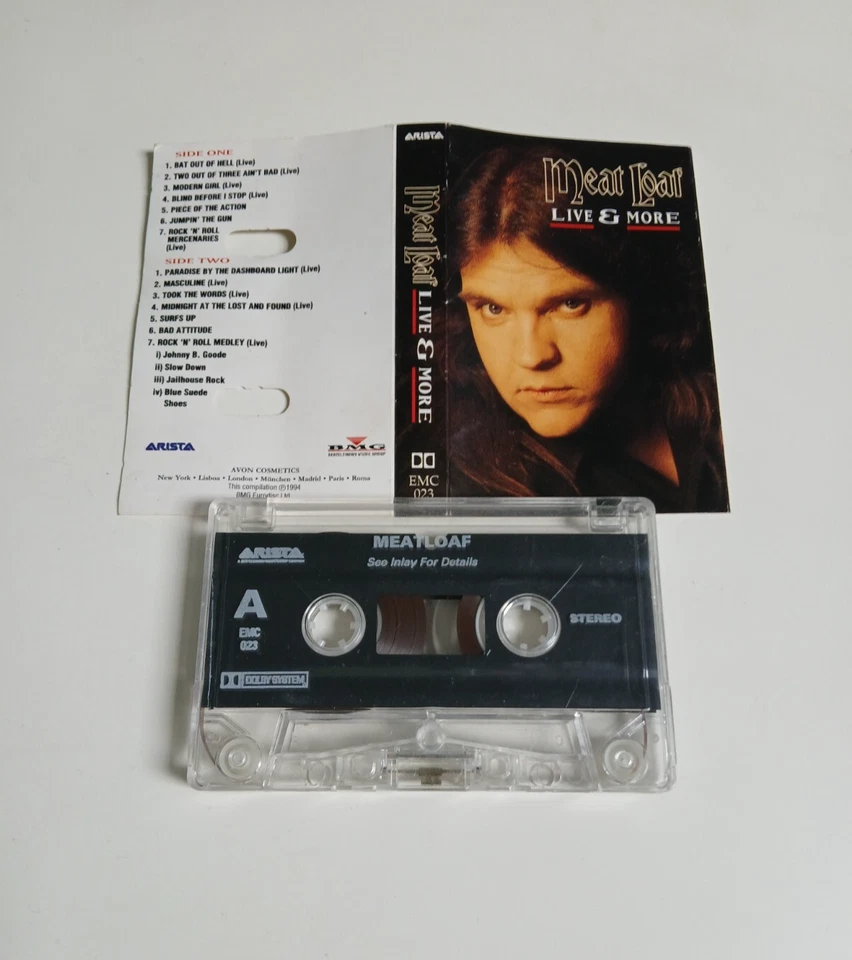 SIDE ONE
1. BAT OUT OF HELL (Live)
2. TWO OUT OF THREE AIN'T BAD (Live)
3. MODERN GIRL (Live)
4. BLIND BEFORE I STOP (Live)
5. PIECE OF THE ACTION
6. JUMPIN' THE GUN
7. ROCK 'N' ROLL
MERCENARIES
(Live)
SIDE TWO
1. PARADISE BY THE DASHBOARD LIGHT (Live)
2. MASCULINE (Live)
3. TOOK THE WORDS (Live)
4. MIDNIGHT AT THE LOST AND FOUND (Live)
5. SURFS UP
6. BAD ATTITUDE
7. ROCK 'N' ROLL MEDLEY (Live)
i) Johnny B. Goode
ii) Slow Down
iii) Jailhouse Rock
iv) Blue Suede
Shoes
ARISTA
BMG
BERTELSMANN MUSIC GROUP
AVON COSMETICS
New York • Lisboa • London • München • Madrid • Paris • Roma
This compilation ℗1994
BMG Eurodisc Ltd
ARISTA
Meat Loaf LIVE & MORE
EMC
023
Meat Loaf
LIVE & MORE
ARISTA
MEATLOAF
See Inlay For Details
A
EMC
023
STEREO
DOLBY SYSTEM